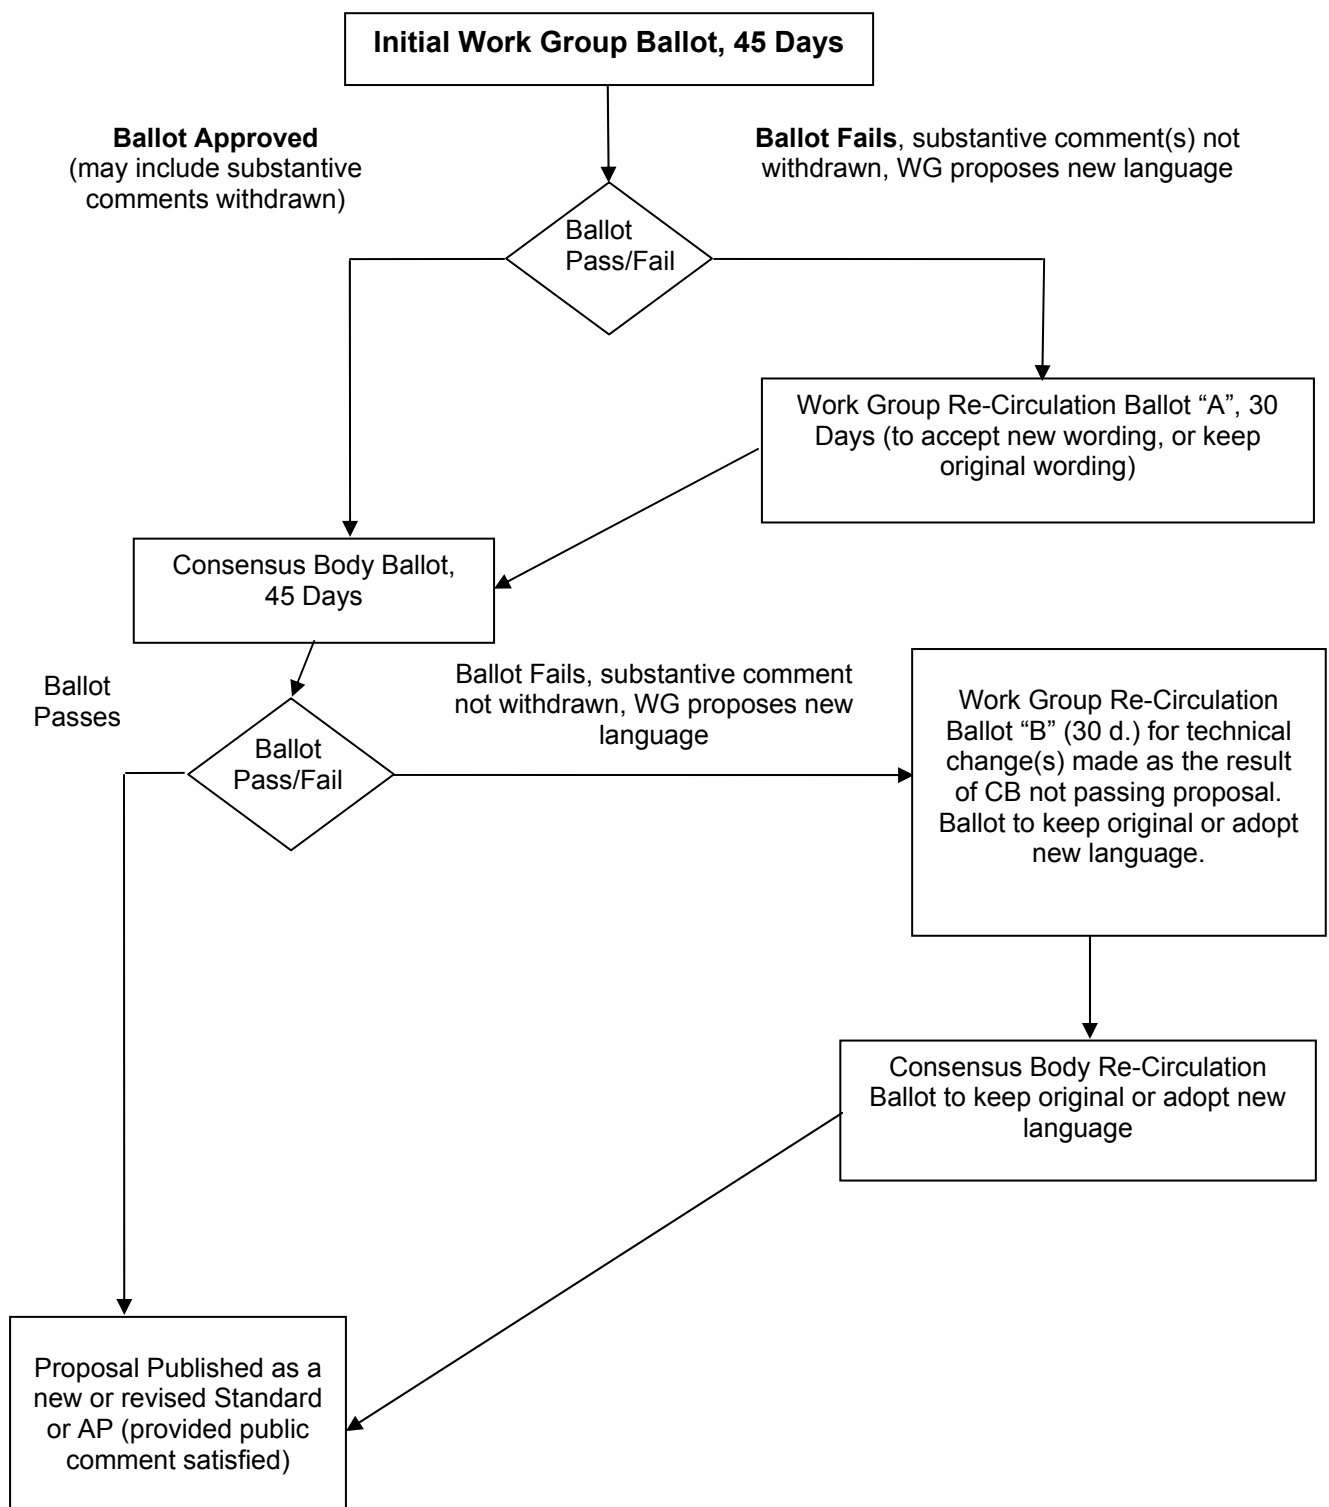 Initial Work Group Ballot, 45 Days
Ballot Approved
(may include substantive
comments withdrawn)
Ballot Fails, substantive comment(s) not
withdrawn, WG proposes new language
Ballot
Pass/Fail
Work Group Re-Circulation Ballot “A”, 30
Days (to accept new wording, or keep
original wording)
Consensus Body Ballot,
45 Days
Ballot
Passes
Ballot Fails, substantive comment
not withdrawn, WG proposes new
language
Ballot
Pass/Fail
Work Group Re-Circulation
Ballot “B” (30 d.) for technical
change(s) made as the result
of CB not passing proposal.
Ballot to keep original or adopt
new language.
Consensus Body Re-Circulation
Ballot to keep original or adopt new
language
Proposal Published as a
new or revised Standard
or AP (provided public
comment satisfied)